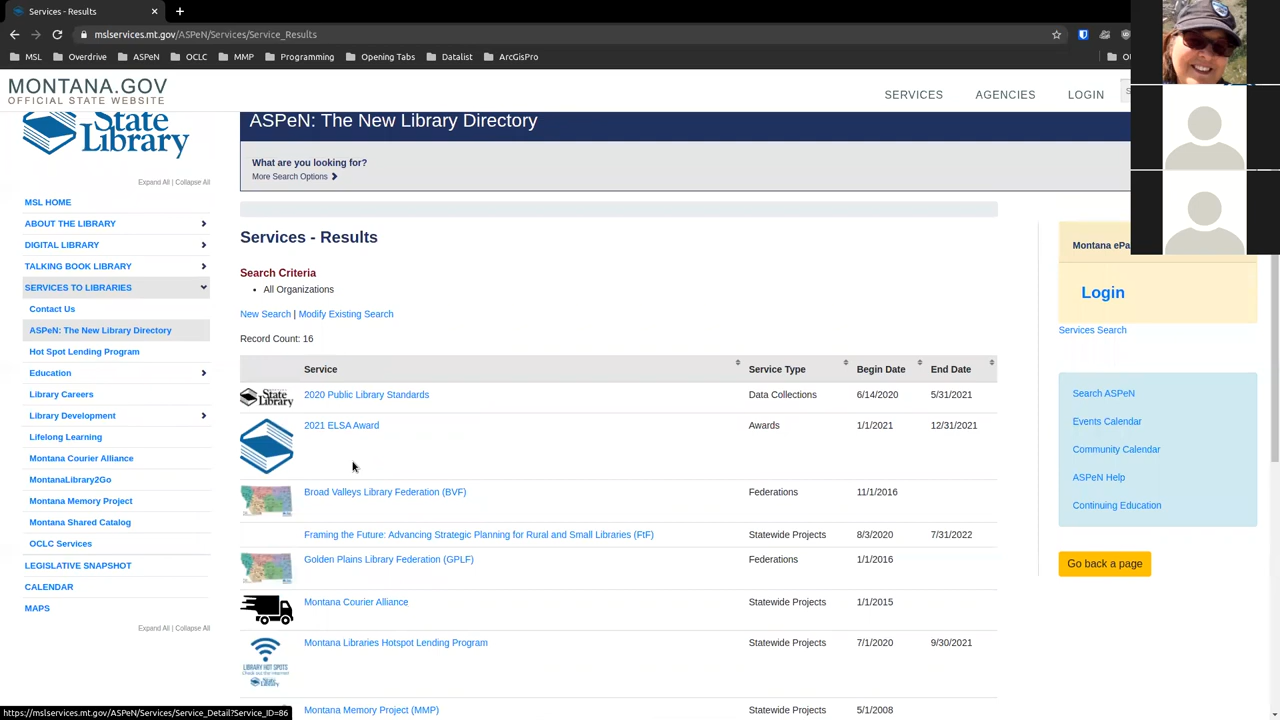 Services - Results
mslservices.mt.gov/ASPeN/Services/Service_Results
MSL
Overdrive
ASPeN
OCLC
MMP
Programming
Opening Tabs
Datalist
ArcgisPro
MONTANA.GOV
OFFICIAL STATE WEBSITE
SERVICES
AGENCIES
LOGIN
State
Library
Expand All | Collapse All
MSL HOME
ABOUT THE LIBRARY
DIGITAL LIBRARY
TALKING BOOK LIBRARY
SERVICES TO LIBRARIES
Contact Us
ASPeN: The New Library Directory
Hot Spot Lending Program
Education
Library Careers
Library Development
Lifelong Learning
Montana Courier Alliance
MontanaLibrary2Go
Montana Memory Project
Montana Shared Catalog
OCLC Services
LEGISLATIVE SNAPSHOT
CALENDAR
MAPS
Expand All | Collapse All
ASPeN: The New Library Directory
What are you looking for?
More Search Options
Services - Results
Search Criteria
• All Organizations
New Search | Modify Existing Search
Record Count: 16
Service Service Type Begin Date End Date
State Library
2020 Public Library Standards Data Collections 6/14/2020 5/31/2021
2021 ELSA Award Awards 1/1/2021 12/31/2021
Broad Valleys Library Federation (BVF) Federations 11/1/2016
Framing the Future: Advancing Strategic Planning for Rural and Small Libraries (FtF) Statewide Projects 8/3/2020 7/31/2022
Golden Plains Library Federation (GPLF) Federations 1/1/2016
Montana Courier Alliance Statewide Projects 1/1/2015
Montana Libraries Hotspot Lending Program Statewide Projects 7/1/2020 9/30/2021
LIBRARY HOT SPOTS
Montana Memory Project (MMP) Statewide Projects 5/1/2008
Montana ePa
Login
Services Search
Search ASPeN
Events Calendar
Community Calendar
ASPeN Help
Continuing Education
Go back a page
https://mslservices.mt.gov/ASPeN/Services/Service_Detail?Service_ID=86